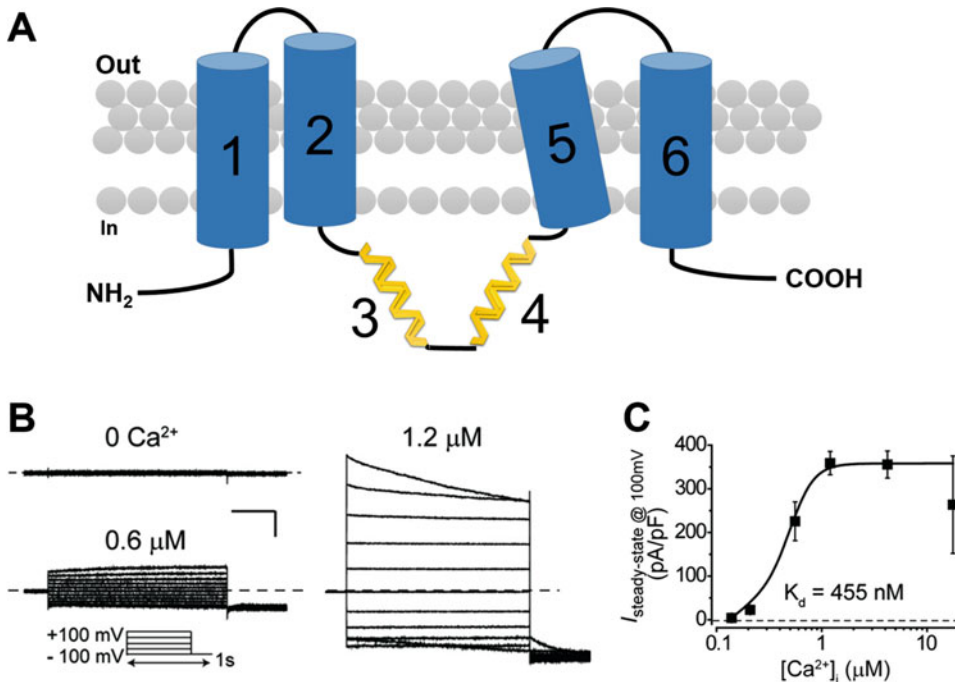 A
Out
1
2
5
6
In
NH₂
3
4
COOH
B
0 Ca²⁺
1.2 μM
0.6 μM
+100 mV
- 100 mV
1s
C
I steady-state @ 100mV
(pA/pF)
400
300
200
100
0
K_d = 455 nM
0.1
1
10
[Ca²⁺]ᵢ (μM)